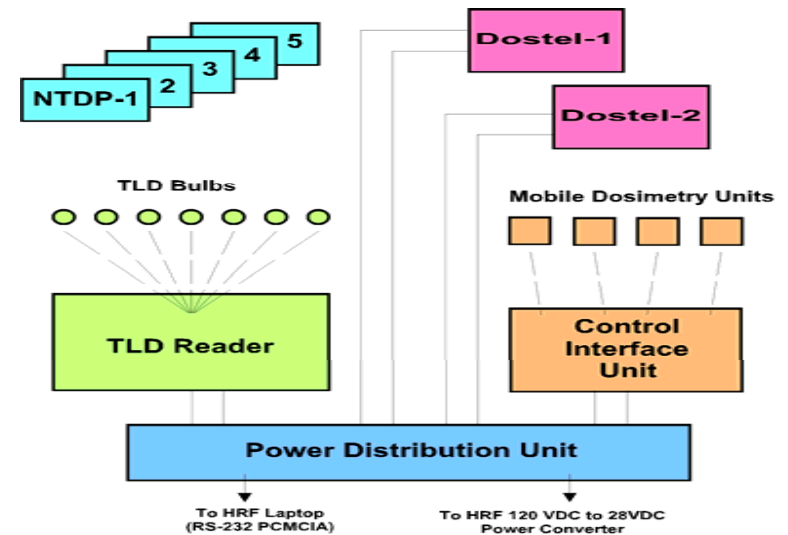 5
4
3
2
NTDP-1
Dostel-1
Dostel-2
TLD Bulbs
Mobile Dosimetry Units
TLD Reader
Control
Interface
Unit
Power Distribution Unit
To HRF Laptop
(RS-232 PCMCIA)
To HRF 120 VDC to 28VDC
Power Converter